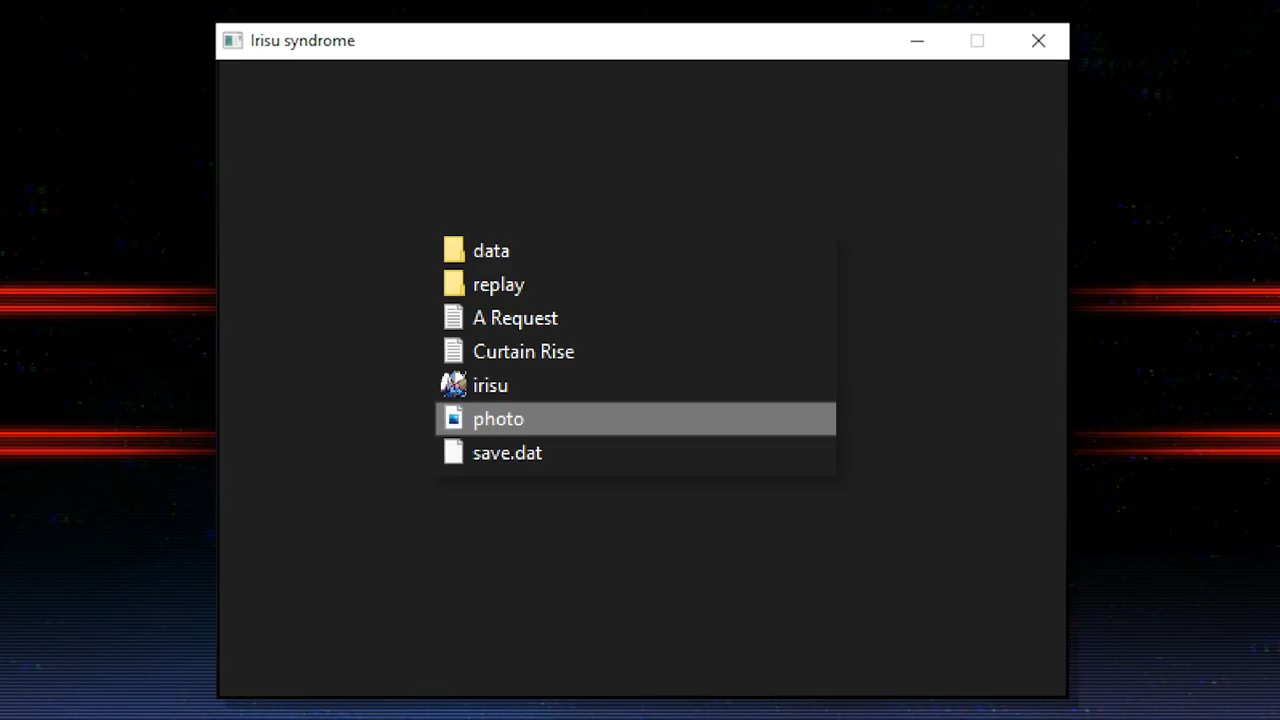 Irisu syndrome
data
replay
A Request
Curtain Rise
irisu
photo
save.dat